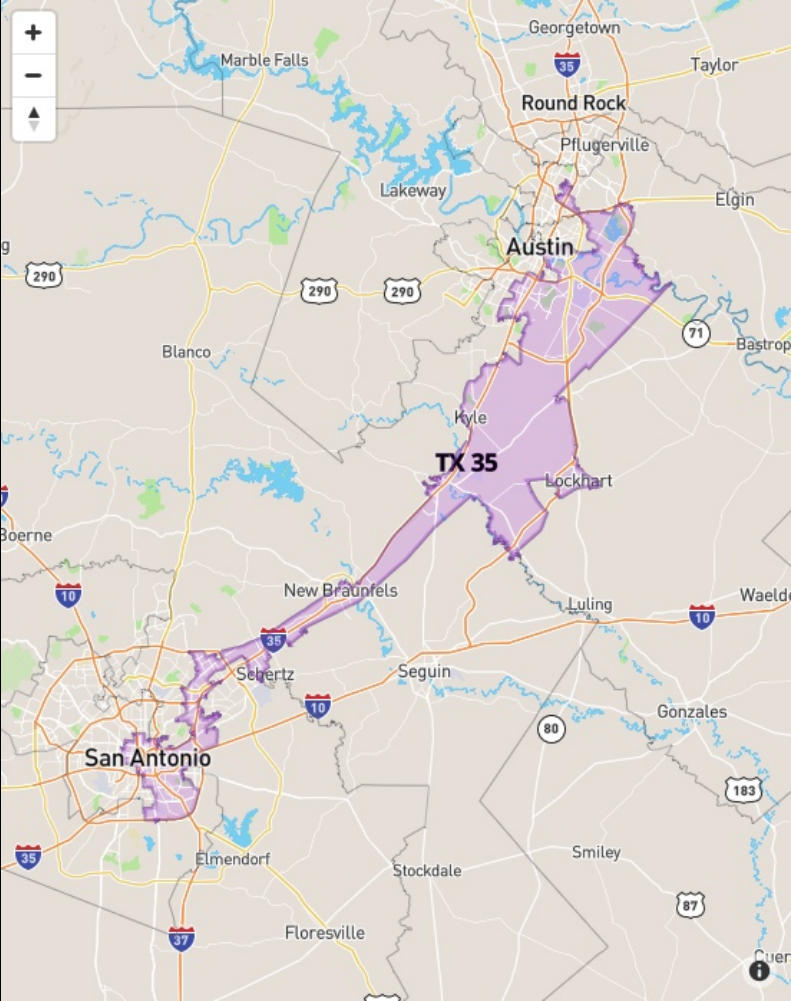 +
Georgetown
−
Marble Falls
35
Taylor
Round Rock
Pflugerville
Lakeway
Elgin
g
Austin
290
290
290
71
Bastrop
Blanco
Kyle
TX 35
Lockhart
Boerne
New Braunfels
10
Luling
10
Waelde
35
Schertz
Seguin
10
Gonzales
80
San Antonio
183
35
Elmendorf
Smiley
Stockdale
87
37
Floresville
Cuer
i